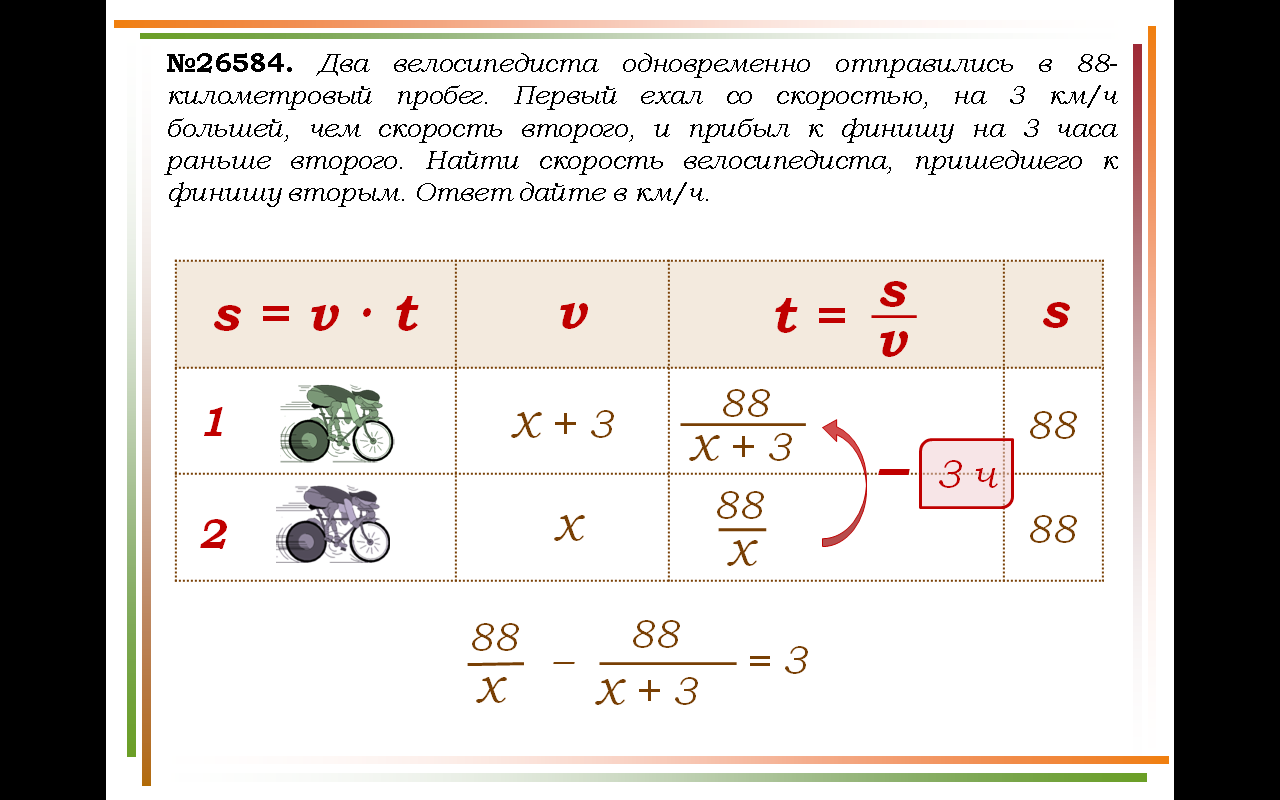 №26584. Два велосипедиста одновременно отправились в 88-
километровый пробег. Первый ехал со скоростью, на 3 км/ч
большей, чем скорость второго, и прибыл к финишу на 3 часа
раньше второго. Найти скорость велосипедиста, пришедшего к
финишу вторым. Ответ дайте в км/ч.
s = v · t v t = s/v s
1 x + 3 88/(x + 3) 88
– 3 ч
2 x 88/x 88
88/x – 88/(x + 3) = 3